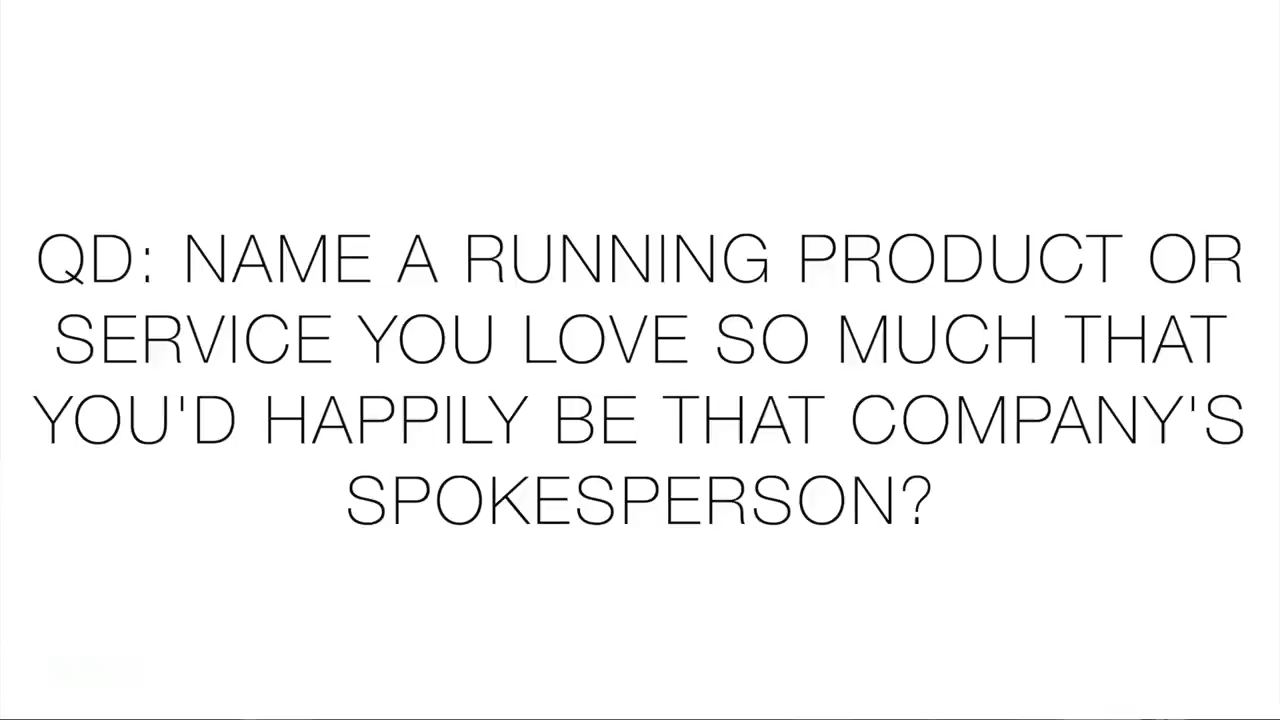 QD: NAME A RUNNING PRODUCT OR
SERVICE YOU LOVE SO MUCH THAT
YOU'D HAPPILY BE THAT COMPANY'S
SPOKESPERSON?